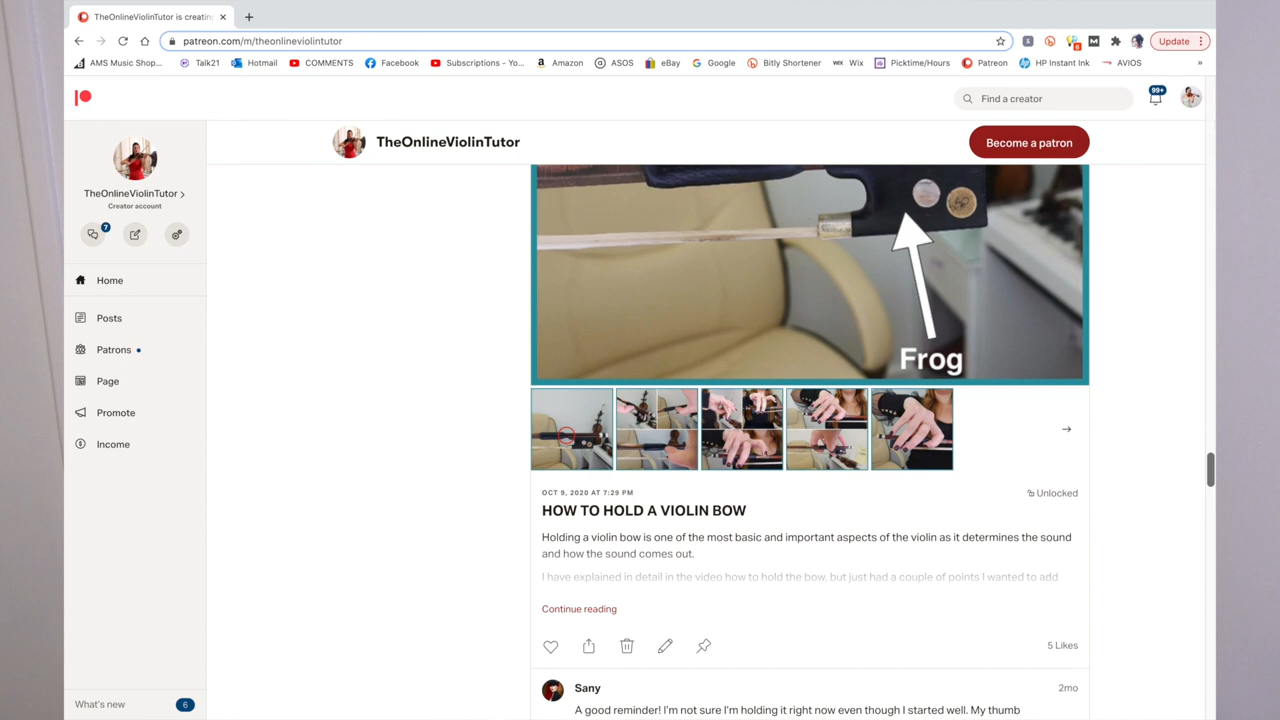 TheOnlineViolinTutor is creatin
patreon.com/m/theonlineviolintutor
Update
AMS Music Shop...
Talk21
Hotmail
COMMENTS
Facebook
Subscriptions - Yo...
Amazon
ASOS
eBay
Google
Bitly Shortener
WIX Wix
Picktime/Hours
Patreon
HP Instant Ink
AVIOS
»
Find a creator
99+
TheOnlineViolinTutor
Become a patron
TheOnlineViolinTutor
Creator account
7
Home
Posts
Patrons
Page
Promote
Income
What's new
6
Frog
OCT 9, 2020 AT 7:29 PM
Unlocked
HOW TO HOLD A VIOLIN BOW
Holding a violin bow is one of the most basic and important aspects of the violin as it determines the sound
and how the sound comes out.
I have explained in detail in the video how to hold the bow, but just had a couple of points I wanted to add
Continue reading
5 Likes
Sany
2mo
A good reminder! I'm not sure I'm holding it right now even though I started well. My thumb